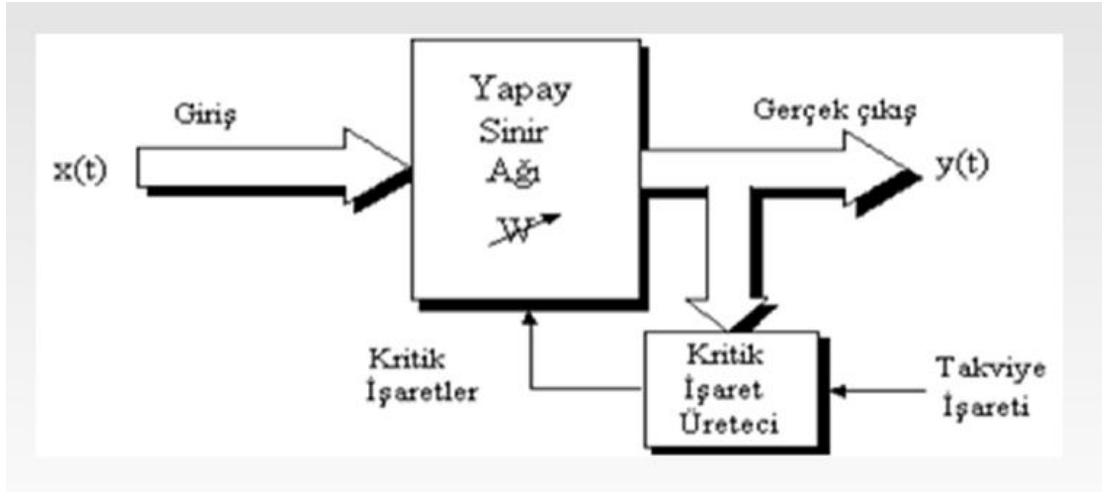 Giriş
x(t)
Yapay
Sinir
Ağı
W
Gerçek çıkış
y(t)
Kritik
İşaretler
Kritik
İşaret
Üreteci
Takviye
İşareti